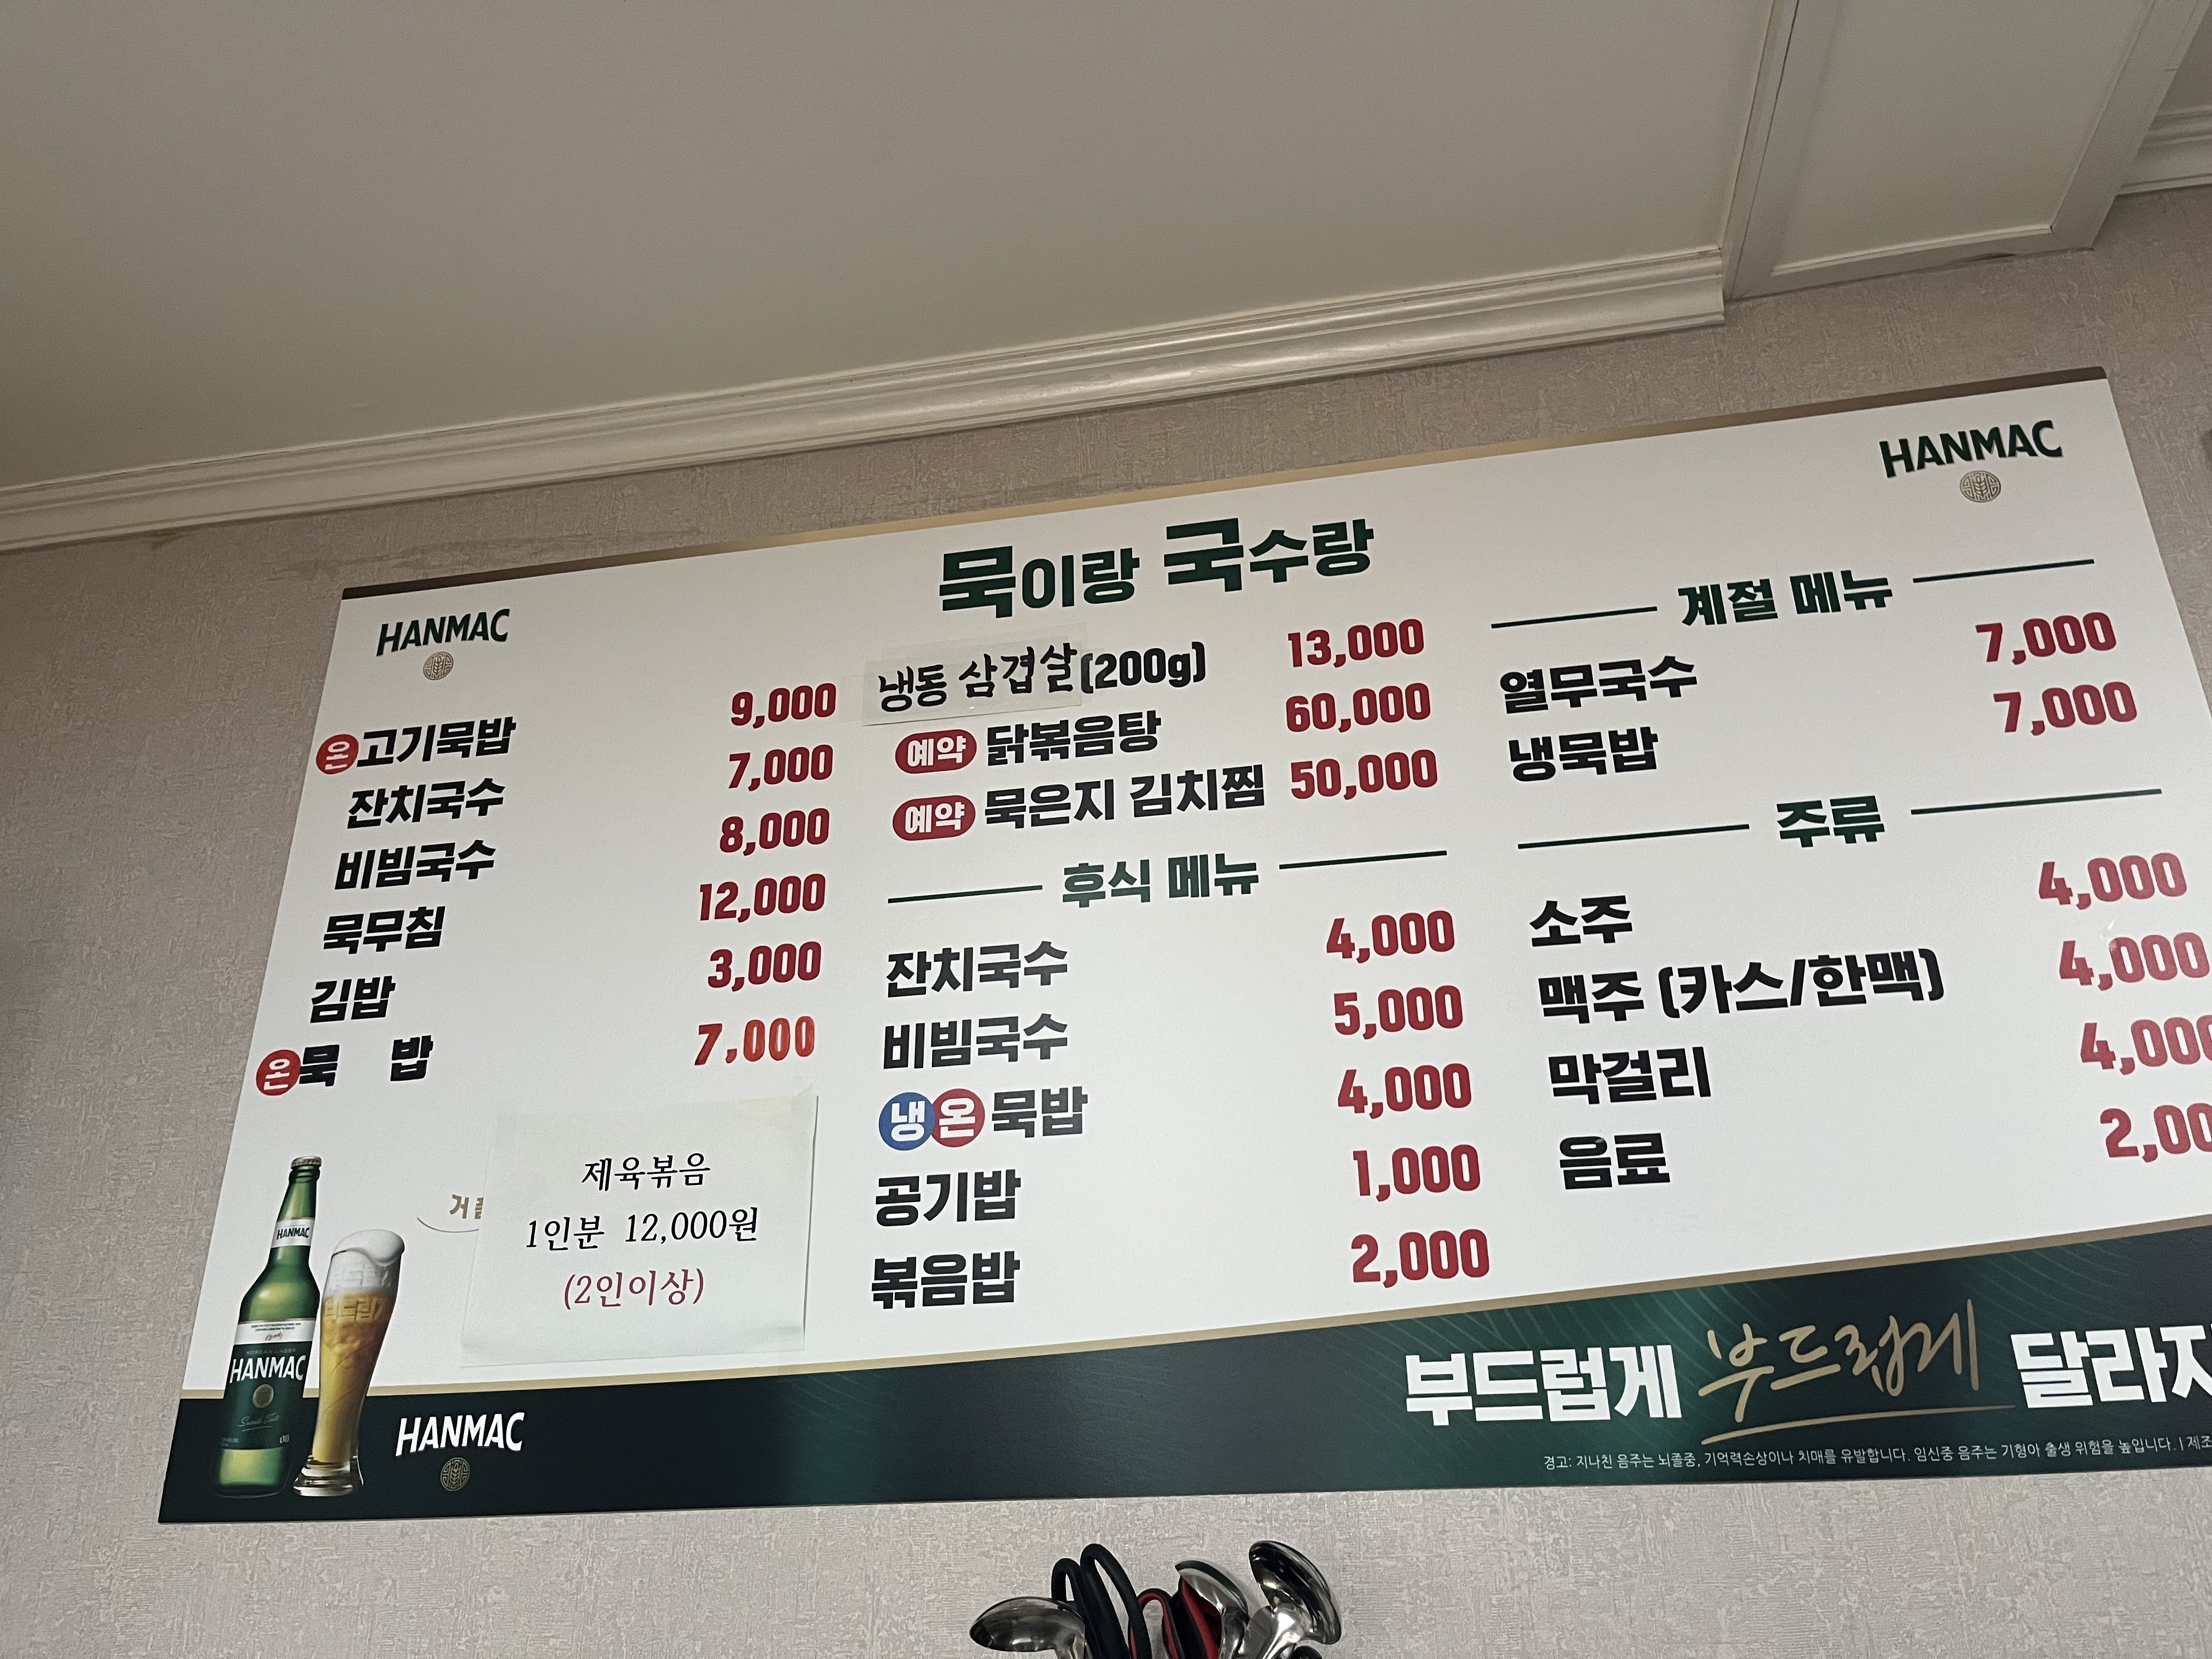 HANMAC
HANMAC
묵이랑 국수랑
온 고기묵밥 9,000
잔치국수 7,000
비빔국수 8,000
묵무침 12,000
김밥 3,000
온 묵 밥 7,000
제육볶음
1인분 12,000원
(2인이상)
냉동 삼겹살(200g) 13,000
예약 닭볶음탕 60,000
예약 묵은지 김치찜 50,000
후식 메뉴
잔치국수 4,000
비빔국수 5,000
냉 온 묵밥 4,000
공기밥 1,000
볶음밥 2,000
계절 메뉴
열무국수 7,000
냉묵밥 7,000
주류
소주 4,000
맥주 (카스/한맥) 4,000
막걸리 4,000
음료 2,00
HANMAC
HANMAC
HANMAC
부드럽게 부드럽게 달라지
경고: 지나친 음주는 뇌졸중, 기억력손상이나 치매를 유발합니다. 임신중 음주는 기형아 출생 위험을 높입니다. | 제조